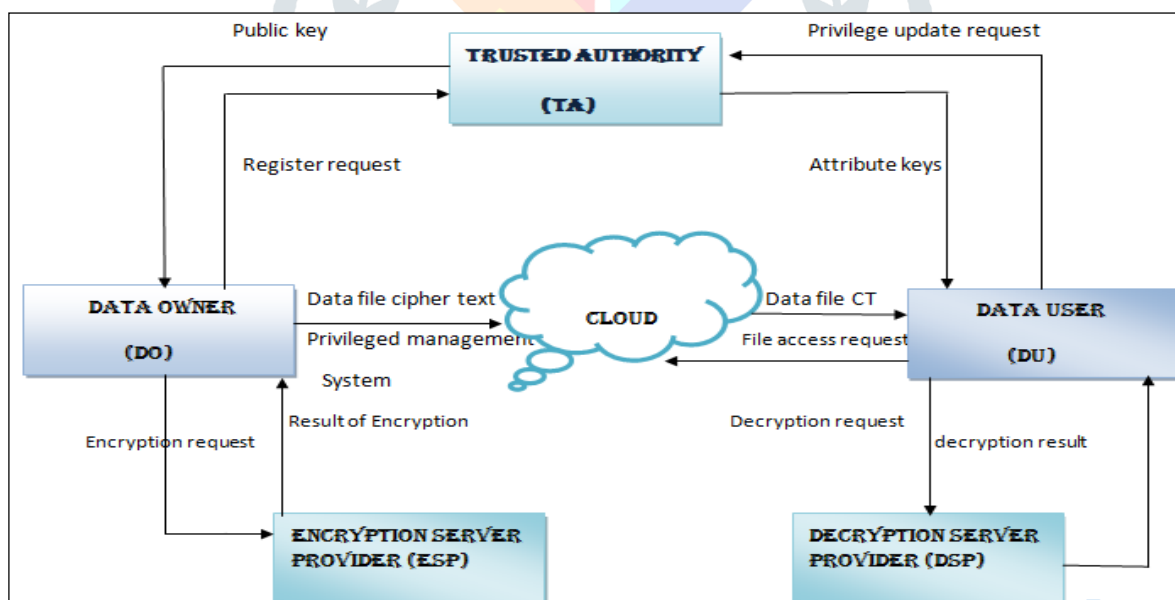 Public key
Privilege update request
TRUSTED AUTHORITY
(TA)
Register request
Attribute keys
DATA OWNER
(DO)
Data file cipher text
Privileged management
System
CLOUD
Data file CT
File access request
DATA USER
(DU)
Encryption request
Result of Encryption
Decryption request
decryption result
ENCRYPTION SERVER
PROVIDER (ESP)
DECRYPTION SERVER
PROVIDER (DSP)